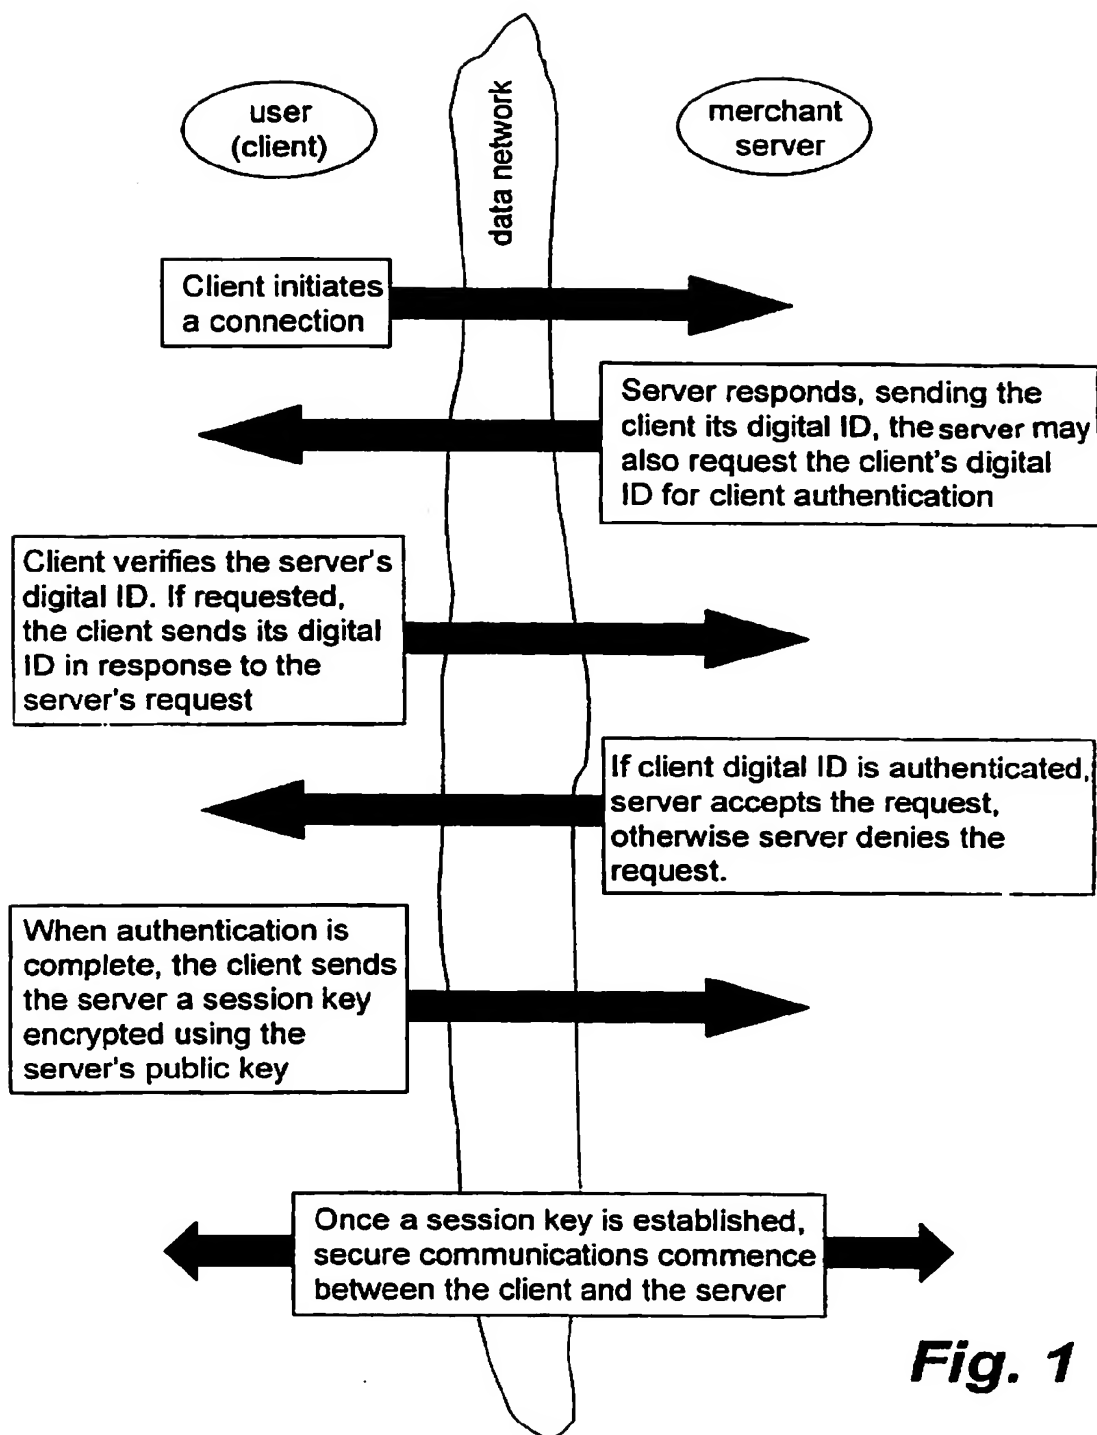 user
(client)
data network
merchant
server
Client initiates
a connection
Server responds, sending the
client its digital ID, the server may
also request the client's digital
ID for client authentication
Client verifies the server's
digital ID. If requested,
the client sends its digital
ID in response to the
server's request
If client digital ID is authenticated,
server accepts the request,
otherwise server denies the
request.
When authentication is
complete, the client sends
the server a session key
encrypted using the
server's public key
Once a session key is established,
secure communications commence
between the client and the server
Fig. 1